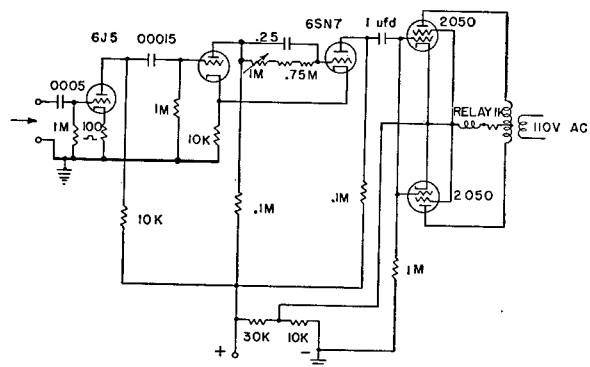 6J5
00015
.25
6SN7
1 ufd
2050
0005
1M
100
1M
10K
1M
.75M
RELAY 1K
110V AC
2050
10K
.1M
.1M
1M
30K
10K
+
-